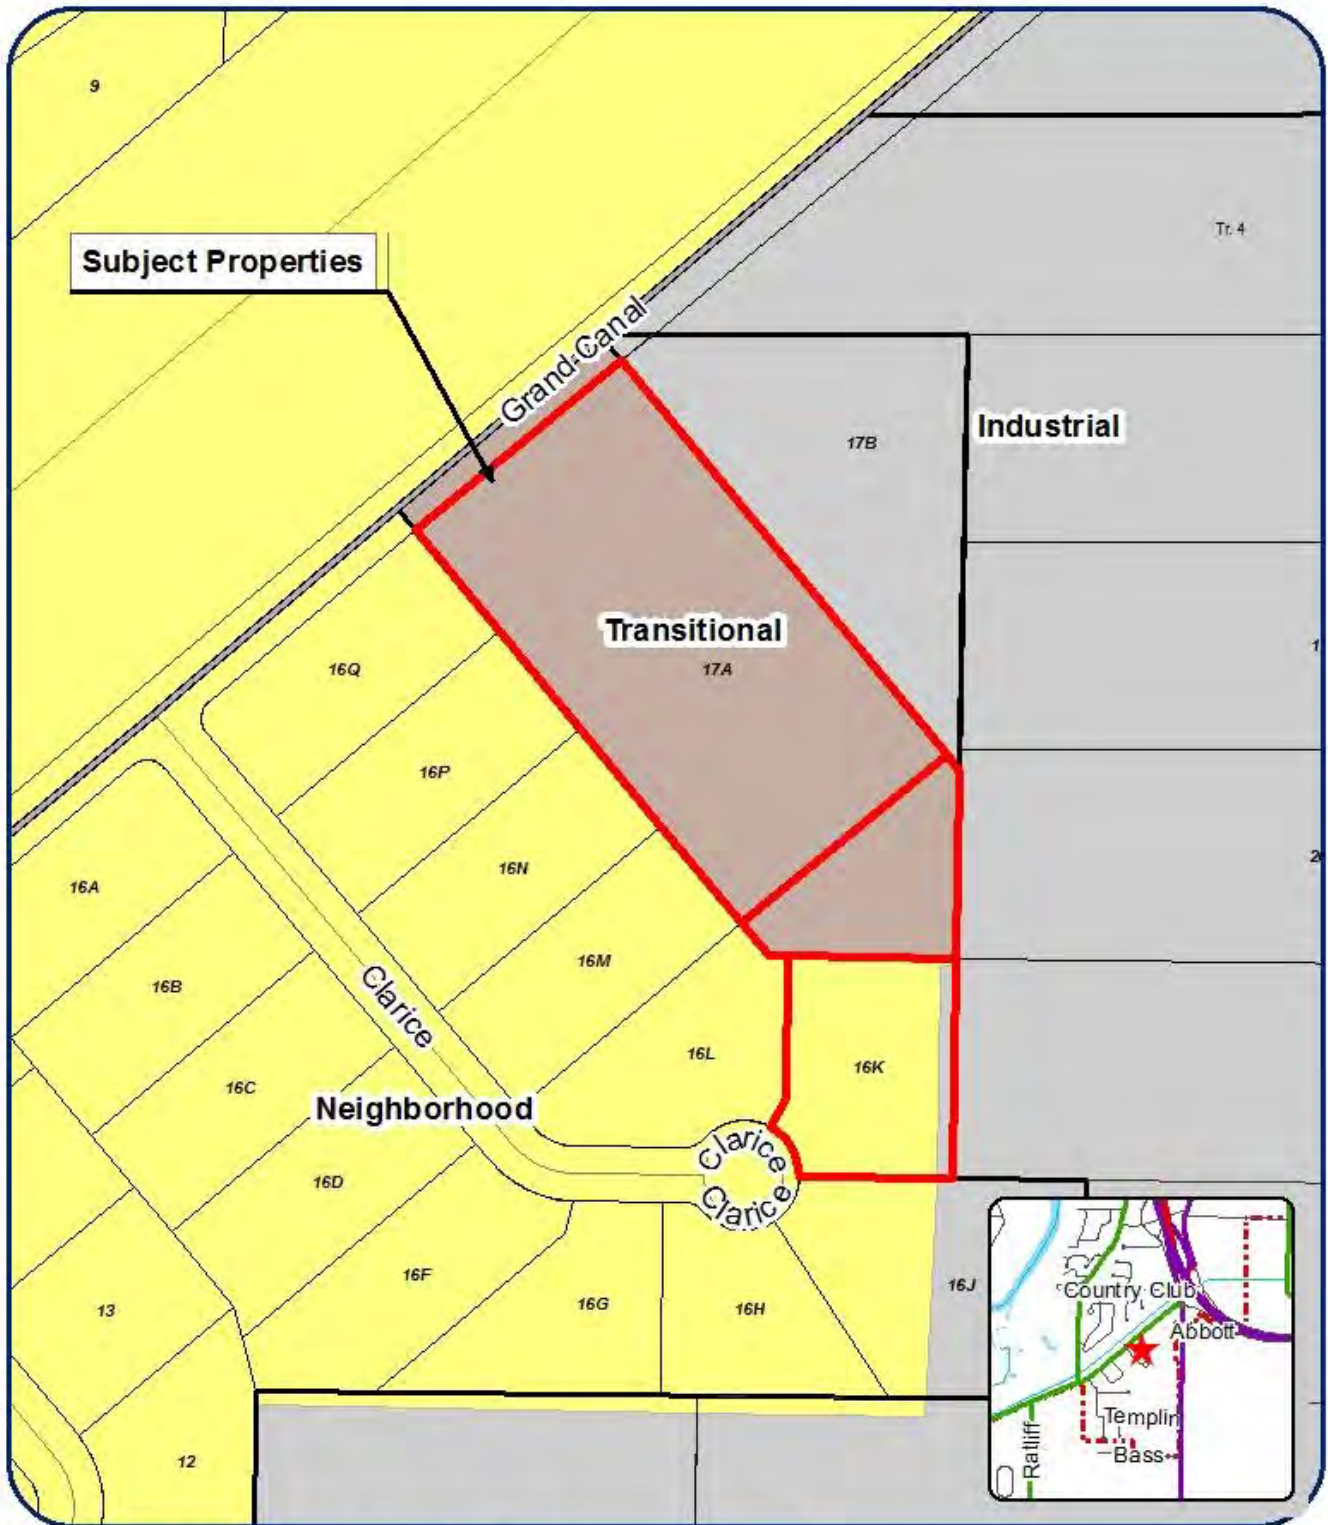 9
Tr. 4
Subject Properties
Grand Canal
Industrial
17B
Transitional
17A
16Q
16P
16N
16A
16M
16B
Clarice
16L
16K
16C
Neighborhood
Clarice
Clarice
16D
16F
16G
16H
16J
13
12
Country Club
Abbott
Templin
Bass
Ratliff